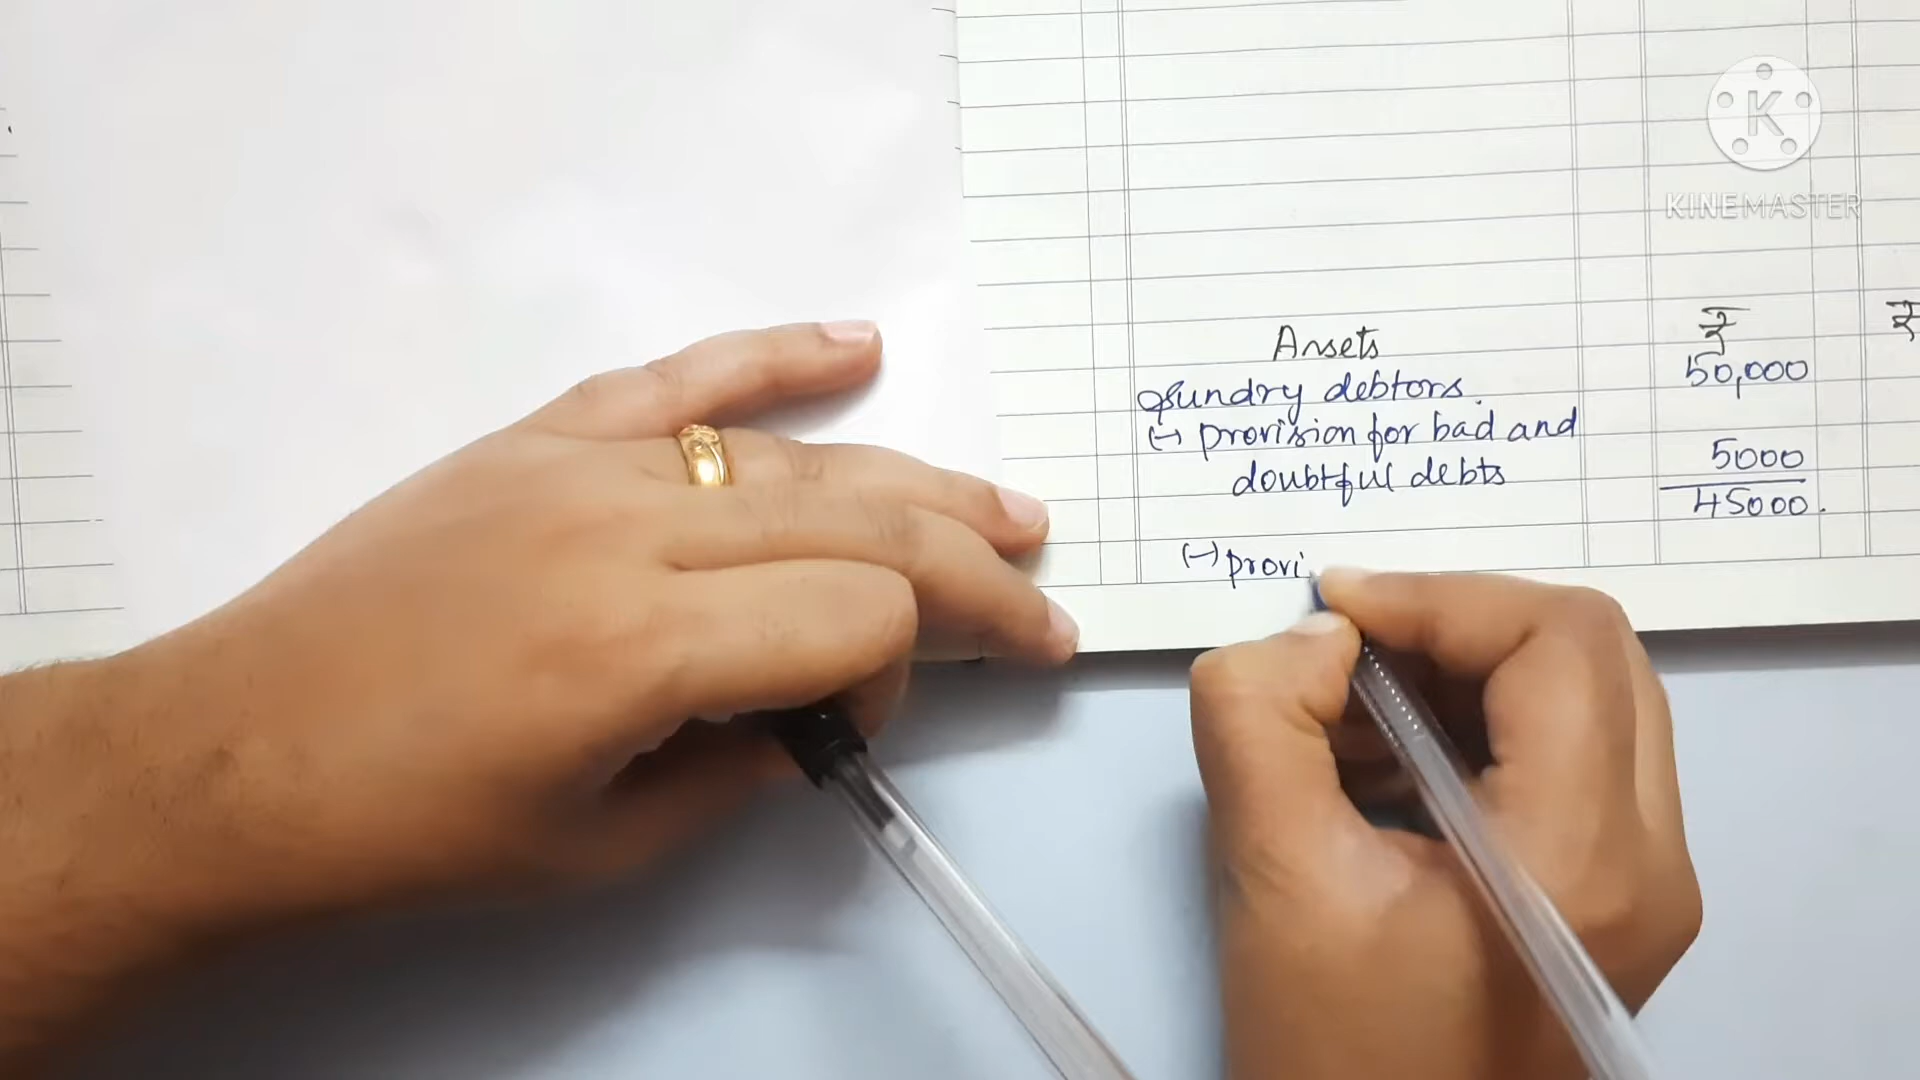 K
KINEMASTER
Assets ₹ ₹
Sundry debtors. 50,000
(-) provision for bad and
doubtful debts 5000
45000.
(-) provi